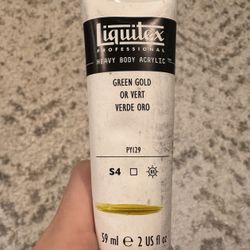 Liquitex
PROFESSIONAL
HEAVY BODY ACRYLIC
GREEN GOLD
OR VERT
VERDE ORO
PY129
S4
59 ml ℮ 2 US fl oz